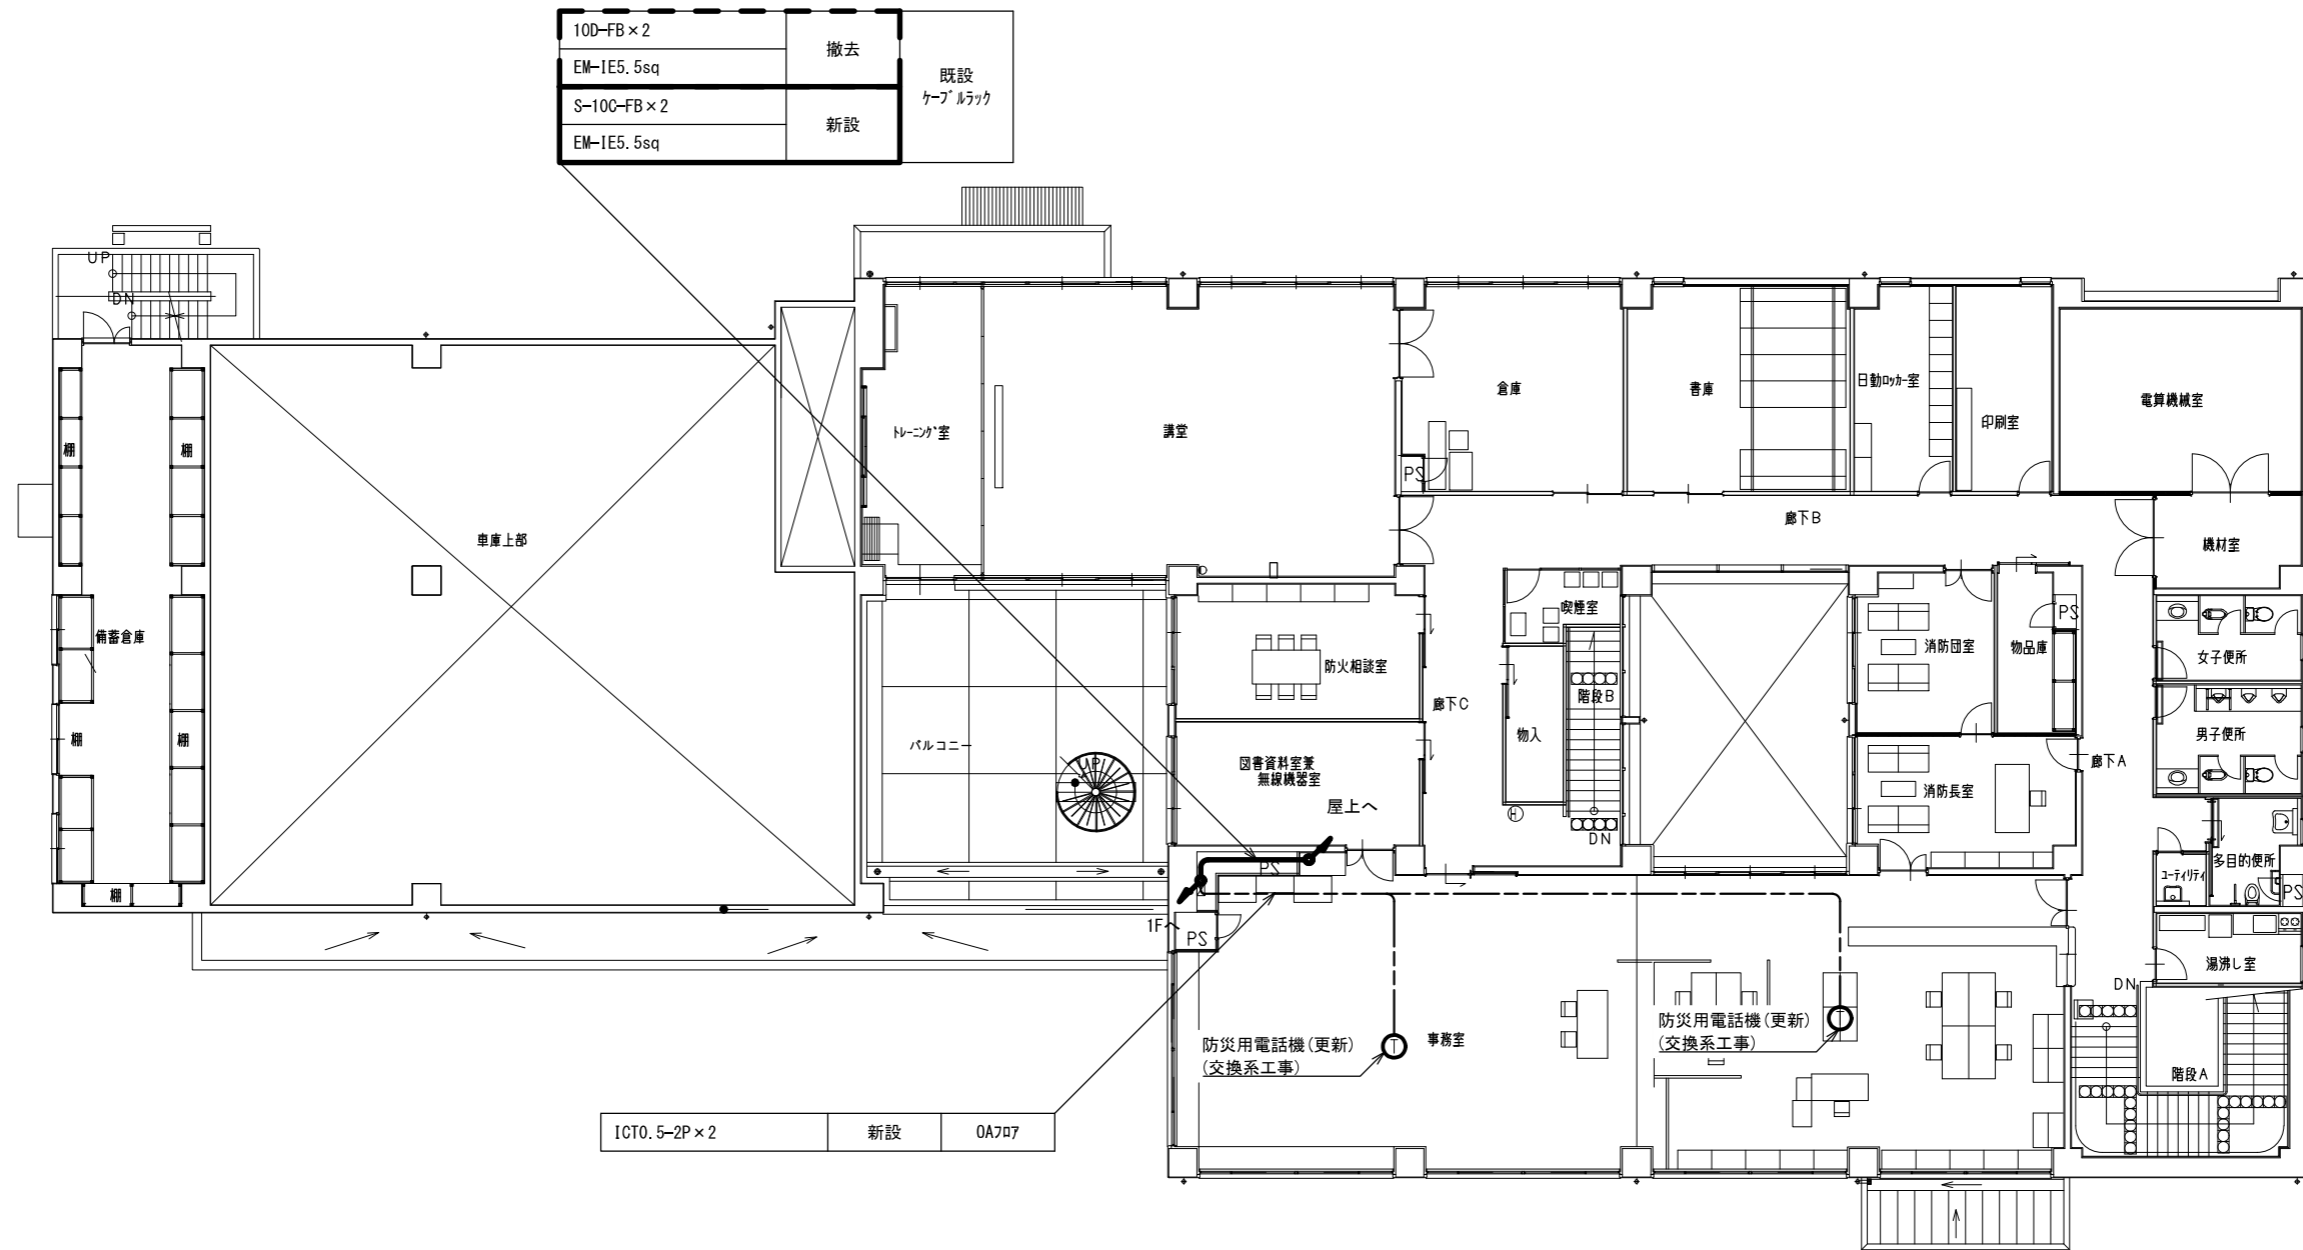 10D-FB×2
撤去
EM-IE5.5sq
既設
ケーブルラック
S-10C-FB×2
新設
EM-IE5.5sq
UP
DN
棚
棚
車庫上部
備蓄倉庫
棚
棚
棚
トレーニング室
講堂
倉庫
PS
書庫
日勤ロッカー室
印刷室
電算機械室
廊下B
機材室
バルコニー
UP
防火相談室
図書資料室兼
無線機器室
屋上へ
廊下C
喫煙室
物入
階段B
H
DN
消防団室
物品庫
PS
消防長室
廊下A
女子便所
男子便所
多目的便所
ユーティリティ
PS
湯沸し室
DN
階段A
PS
1Fへ
PS
防災用電話機(更新)
(交換系工事)
T
事務室
防災用電話機(更新)
(交換系工事)
T
ICT0.5-2P×2
新設
OAフロア